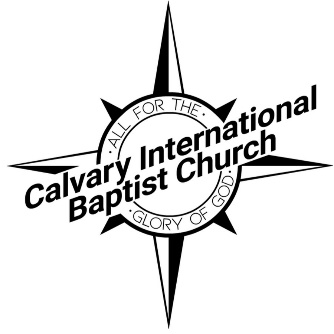 ·ALL FOR THE·
Calvary International
Baptist Church
·GLORY OF GOD·